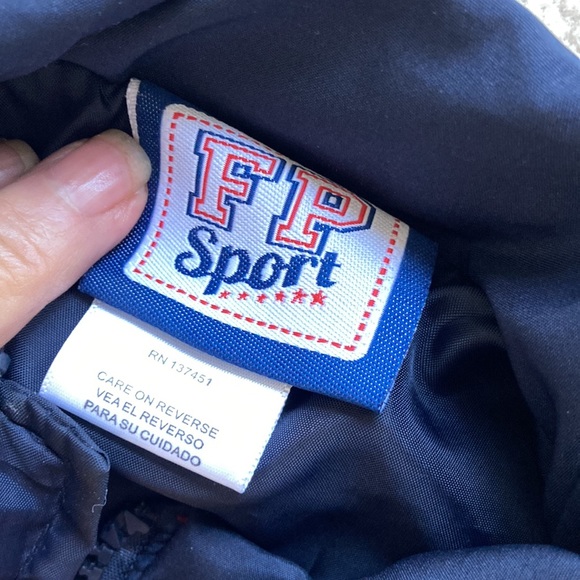 FP
Sport
RN 137451
CARE ON REVERSE
VEA EL REVERSO
PARA SU CUIDADO